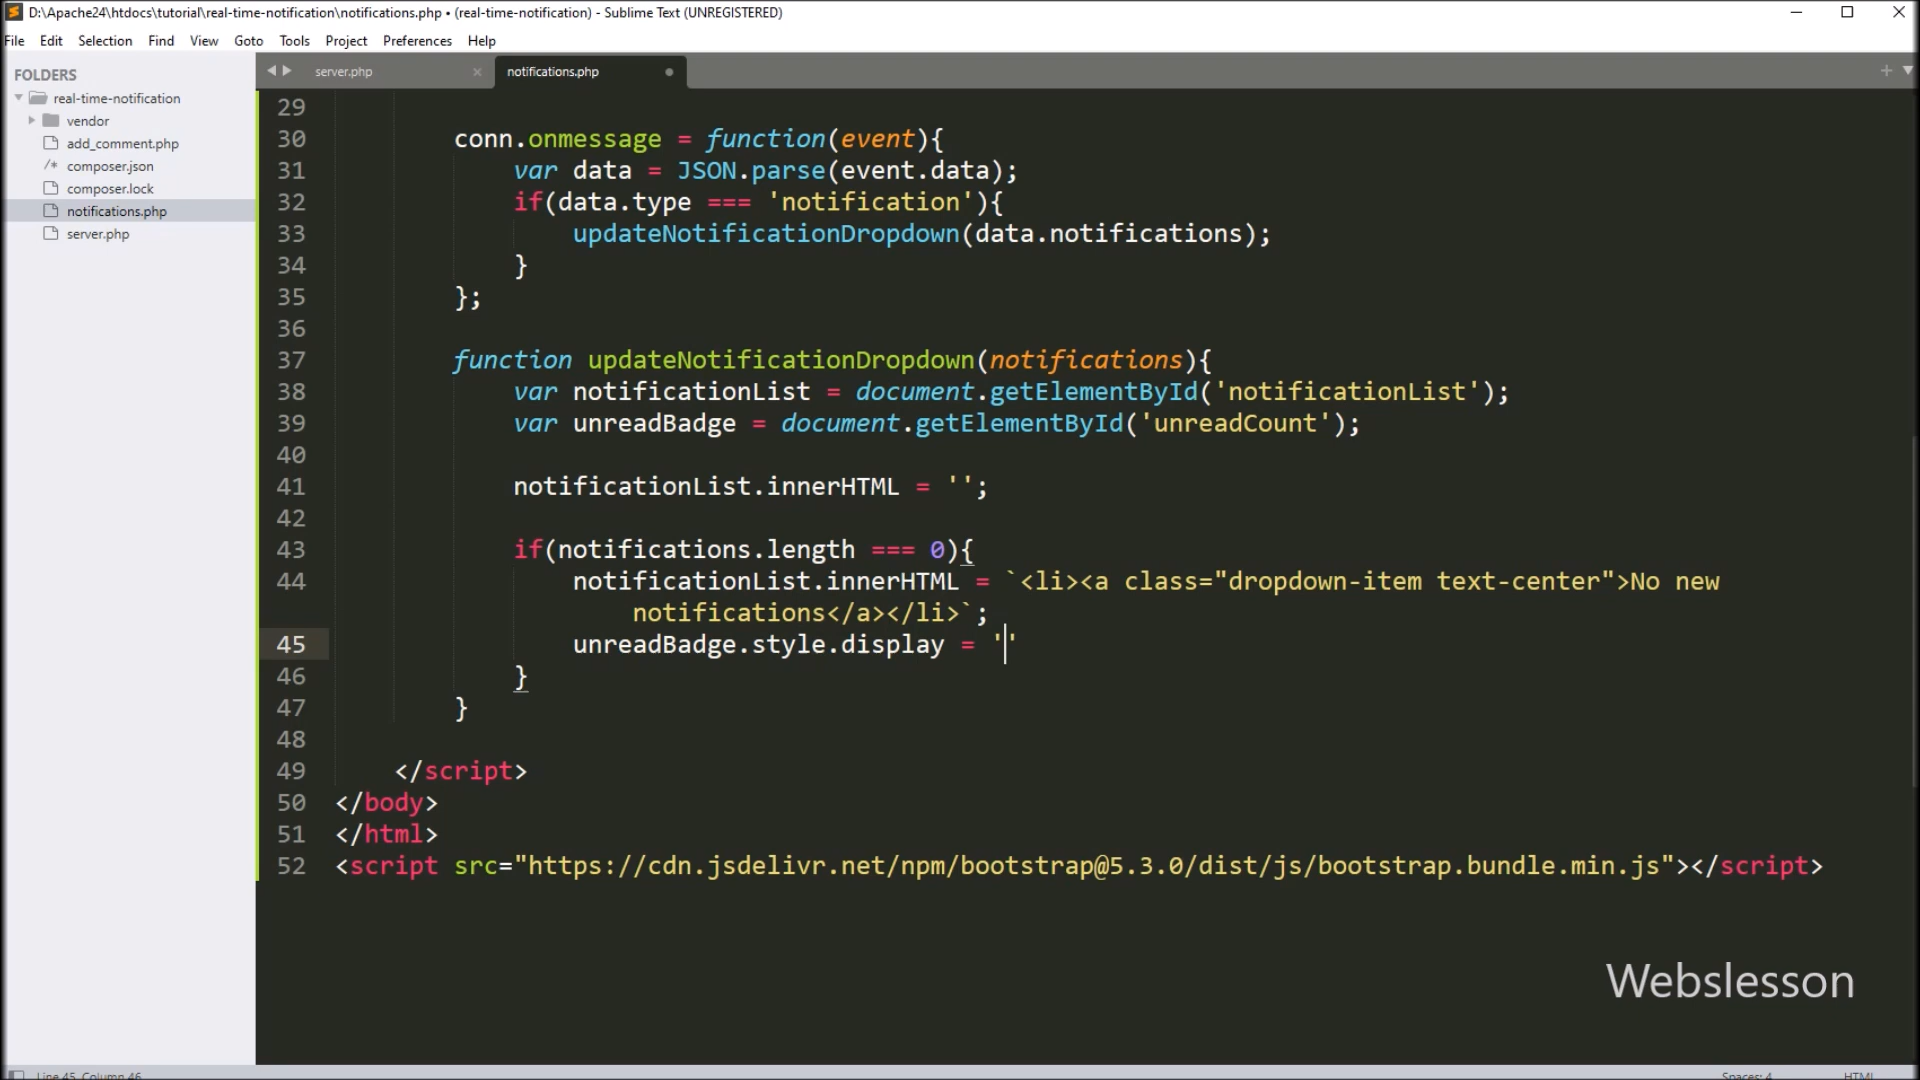 D:\Apache24\htdocs\tutorial\real-time-notification\notifications.php • (real-time-notification) - Sublime Text (UNREGISTERED)
File Edit Selection Find View Goto Tools Project Preferences Help
FOLDERS
real-time-notification
vendor
add_comment.php
/* composer.json
composer.lock
notifications.php
server.php
server.php × notifications.php
29
30 conn.onmessage = function(event){
31 var data = JSON.parse(event.data);
32 if(data.type === 'notification'){
33 updateNotificationDropdown(data.notifications);
34 }
35 };
36
37 function updateNotificationDropdown(notifications){
38 var notificationList = document.getElementById('notificationList');
39 var unreadBadge = document.getElementById('unreadCount');
40
41 notificationList.innerHTML = '';
42
43 if(notifications.length === 0){
44 notificationList.innerHTML = `<li><a class="dropdown-item text-center">No new
notifications</a></li>`;
45 unreadBadge.style.display = ''
46 }
47 }
48
49 </script>
50 </body>
51 </html>
52 <script src="https://cdn.jsdelivr.net/npm/bootstrap@5.3.0/dist/js/bootstrap.bundle.min.js"></script>
Webslesson
Line 45, Column 46
Spaces: 4 HTML